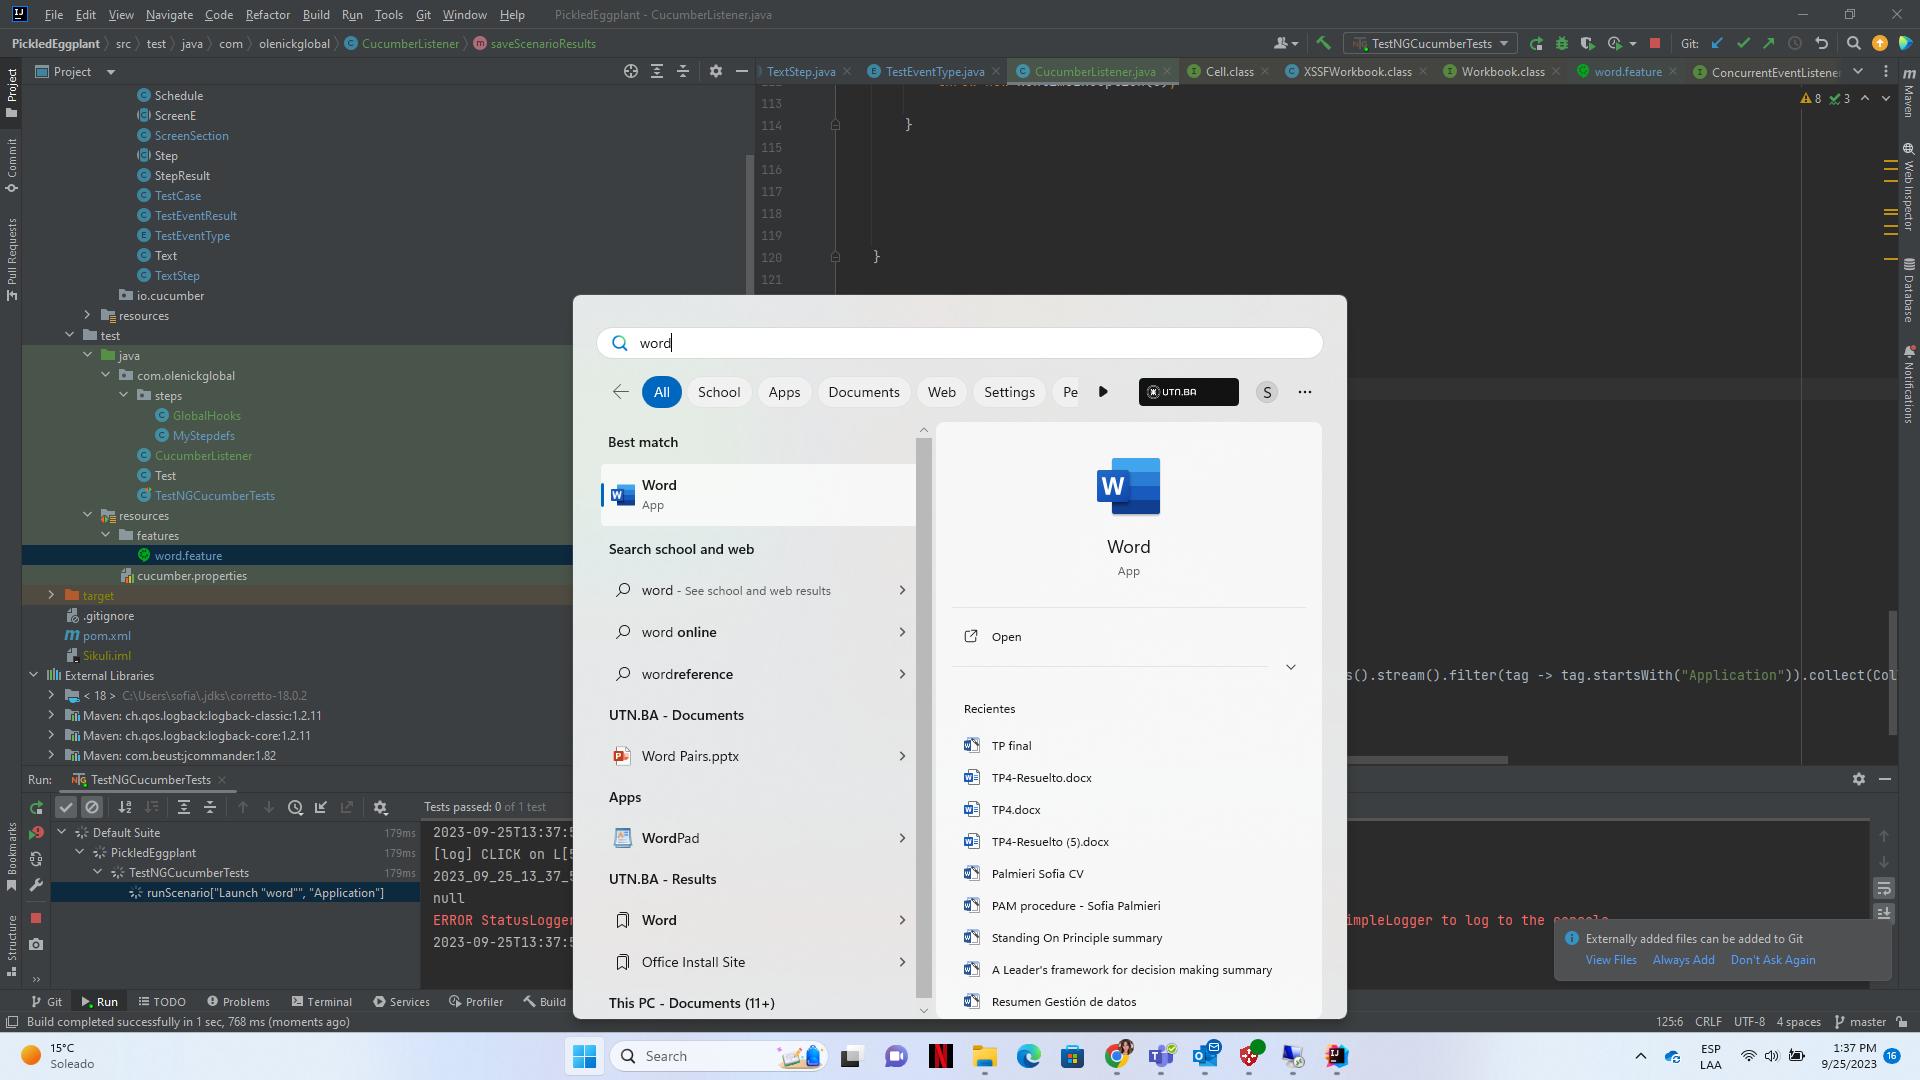 File Edit View Navigate Code Refactor Build Run Tools Git Window Help PickledEggplant - CucumberListener.java
PickledEggplant src test java com olenickglobal CucumberListener saveScenarioResults TestNGCucumberTests Git:
Project TextStep.java TestEventType.java CucumberListener.java Cell.class XSSFWorkbook.class Workbook.class word.feature ConcurrentEventListene
Project
Commit
Pull Requests
Bookmarks
Structure
Maven
Web Inspector
Database
Notifications
Schedule
ScreenE
ScreenSection
Step
StepResult
TestCase
TestEventResult
TestEventType
Text
TextStep
io.cucumber
resources
test
java
com.olenickglobal
steps
GlobalHooks
MyStepdefs
CucumberListener
Test
TestNGCucumberTests
resources
features
word.feature
cucumber.properties
target
.gitignore
pom.xml
Sikuli.iml
External Libraries
< 18 > C:\Users\sofia\.jdks\corretto-18.0.2
Maven: ch.qos.logback:logback-classic:1.2.11
Maven: ch.qos.logback:logback-core:1.2.11
Maven: com.beust:jcommander:1.82
113
114 }
115
116
117
118
119
120 }
121
8 3
s().stream().filter(tag -> tag.startsWith("Application")).collect(Col
word
All School Apps Documents Web Settings Pe UTN.BA S
Best match
Word
App
Search school and web
word - See school and web results
word online
wordreference
UTN.BA - Documents
Word Pairs.pptx
Apps
WordPad
UTN.BA - Results
Word
Office Install Site
This PC - Documents (11+)
Word
App
Open
Recientes
TP final
TP4-Resuelto.docx
TP4.docx
TP4-Resuelto (5).docx
Palmieri Sofia CV
PAM procedure - Sofia Palmieri
Standing On Principle summary
A Leader's framework for decision making summary
Resumen Gestión de datos
Run: TestNGCucumberTests
Tests passed: 0 of 1 test
Default Suite 179ms
PickledEggplant 179ms
TestNGCucumberTests 179ms
runScenario["Launch "word"", "Application"]
2023-09-25T13:37:5
[log] CLICK on L[5
2023_09_25_13_37_5
null
ERROR StatusLogger impleLogger to log to the console
2023-09-25T13:37:5
Externally added files can be added to Git
View Files Always Add Don't Ask Again
Git Run TODO Problems Terminal Services Profiler Build
Build completed successfully in 1 sec, 768 ms (moments ago) 125:6 CRLF UTF-8 4 spaces master
15°C
Soleado
Search
ESP
LAA
1:37 PM
9/25/2023
16